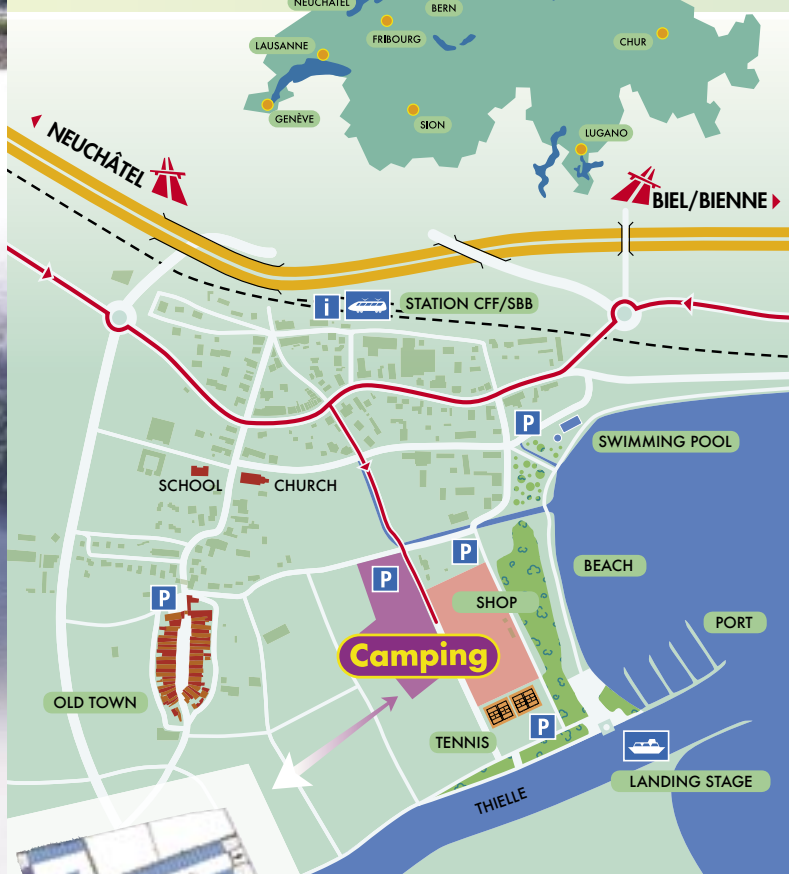 NEUCHÂTEL
BERN
FRIBOURG
LAUSANNE
CHUR
GENÈVE
SION
LUGANO
NEUCHÂTEL
BIEL/BIENNE
i
STATION CFF/SBB
P
SWIMMING POOL
SCHOOL
CHURCH
P
P
BEACH
P
SHOP
PORT
Camping
OLD TOWN
TENNIS
P
LANDING STAGE
THIELLE